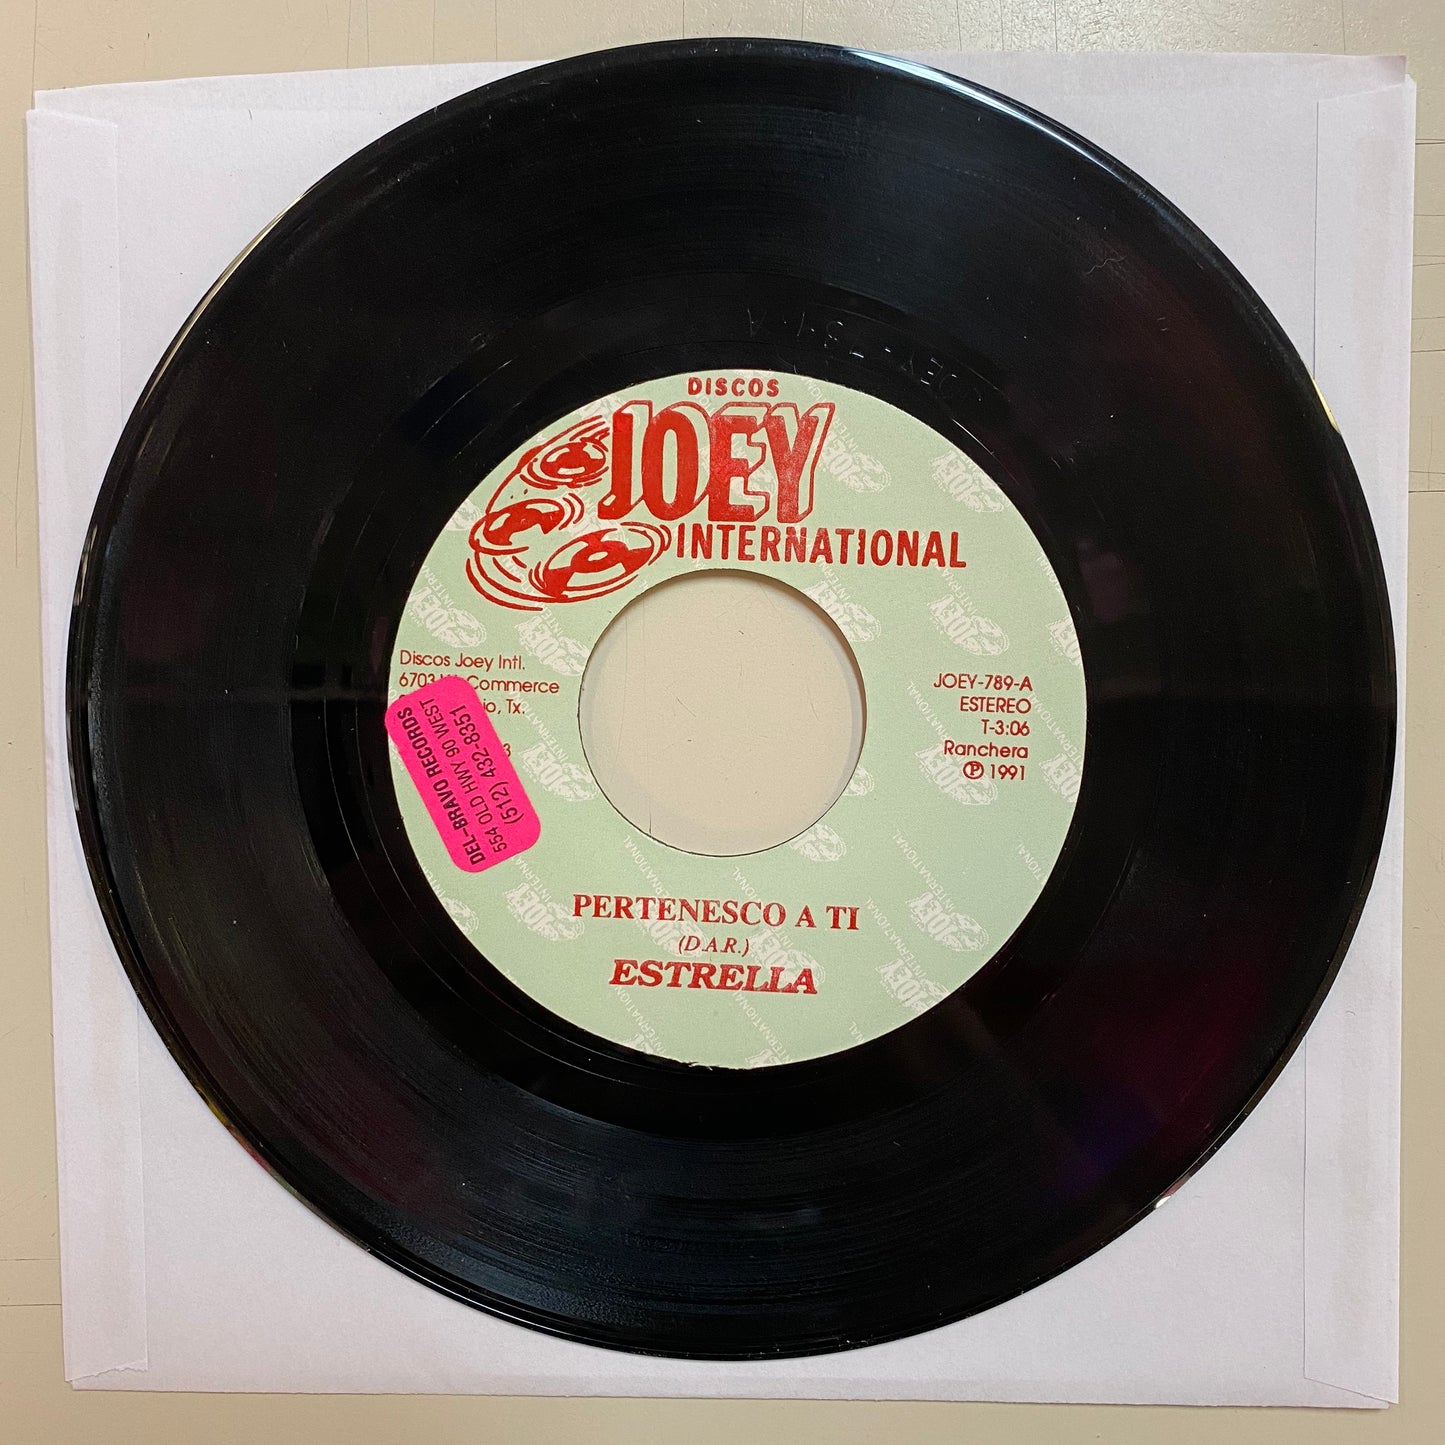 DISCOS
JOEY
INTERNATIONAL
Discos Joey Intl.
6703 Commerce
Tx.
3
DEL-BRAVO RECORDS
554 OLD HWY 90 WEST
(512) 432-8351
JOEY-789-A
ESTEREO
T-3:06
Ranchera
℗ 1991
PERTENESCO A TI
(D.A.R.)
ESTRELLA